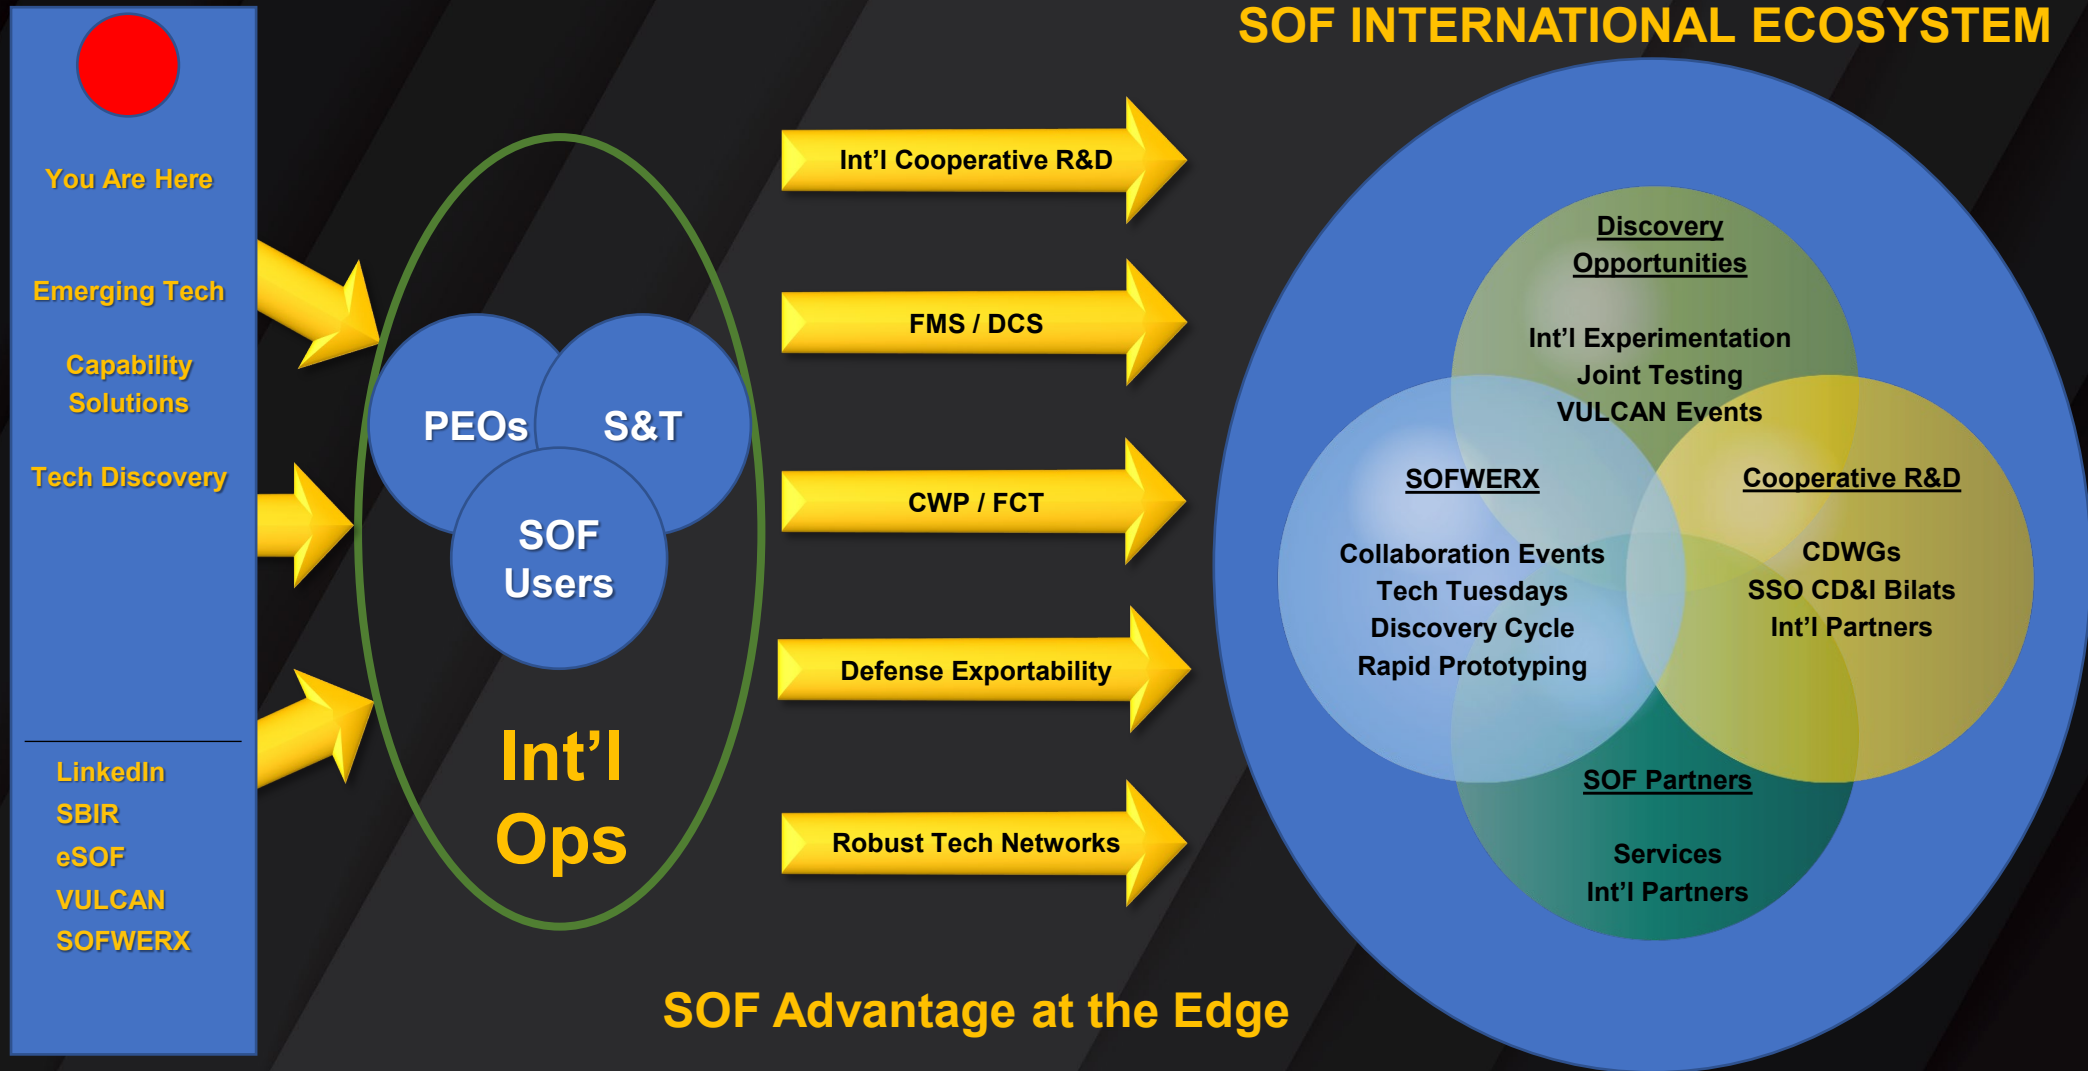 SOF INTERNATIONAL ECOSYSTEM
You Are Here
Emerging Tech
Capability
Solutions
Tech Discovery
LinkedIn
SBIR
eSOF
VULCAN
SOFWERX
PEOs
S&T
SOF
Users
Int’l
Ops
Int’l Cooperative R&D
FMS / DCS
CWP / FCT
Defense Exportability
Robust Tech Networks
Discovery
Opportunities
Int’l Experimentation
Joint Testing
VULCAN Events
SOFWERX
Collaboration Events
Tech Tuesdays
Discovery Cycle
Rapid Prototyping
Cooperative R&D
CDWGs
SSO CD&I Bilats
Int’l Partners
SOF Partners
Services
Int’l Partners
SOF Advantage at the Edge